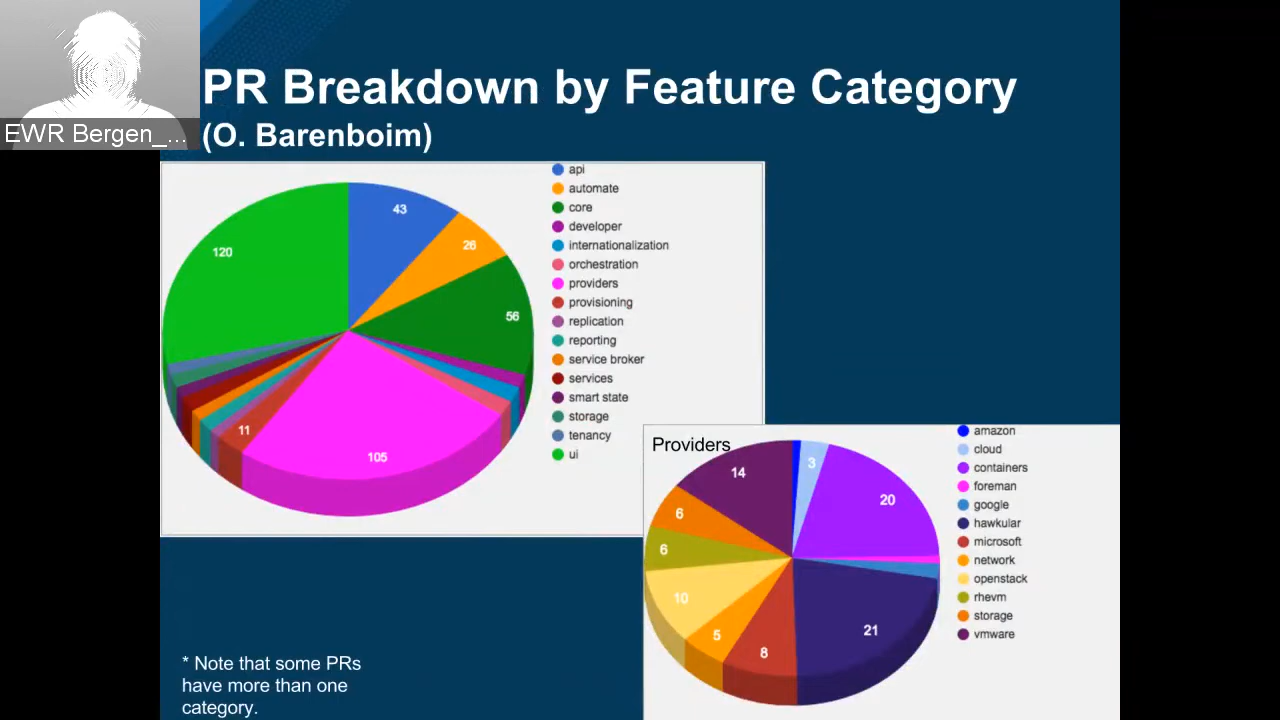 PR Breakdown by Feature Category
EWR Bergen_...
(O. Barenboim)
api
automate
core
developer
internationalization
orchestration
providers
provisioning
replication
reporting
service broker
services
smart state
storage
tenancy
ui
43
26
56
105
11
120
Providers
amazon
cloud
containers
foreman
google
hawkular
microsoft
network
openstack
rhevm
storage
vmware
3
20
21
8
5
10
6
6
14
* Note that some PRs
have more than one
category.